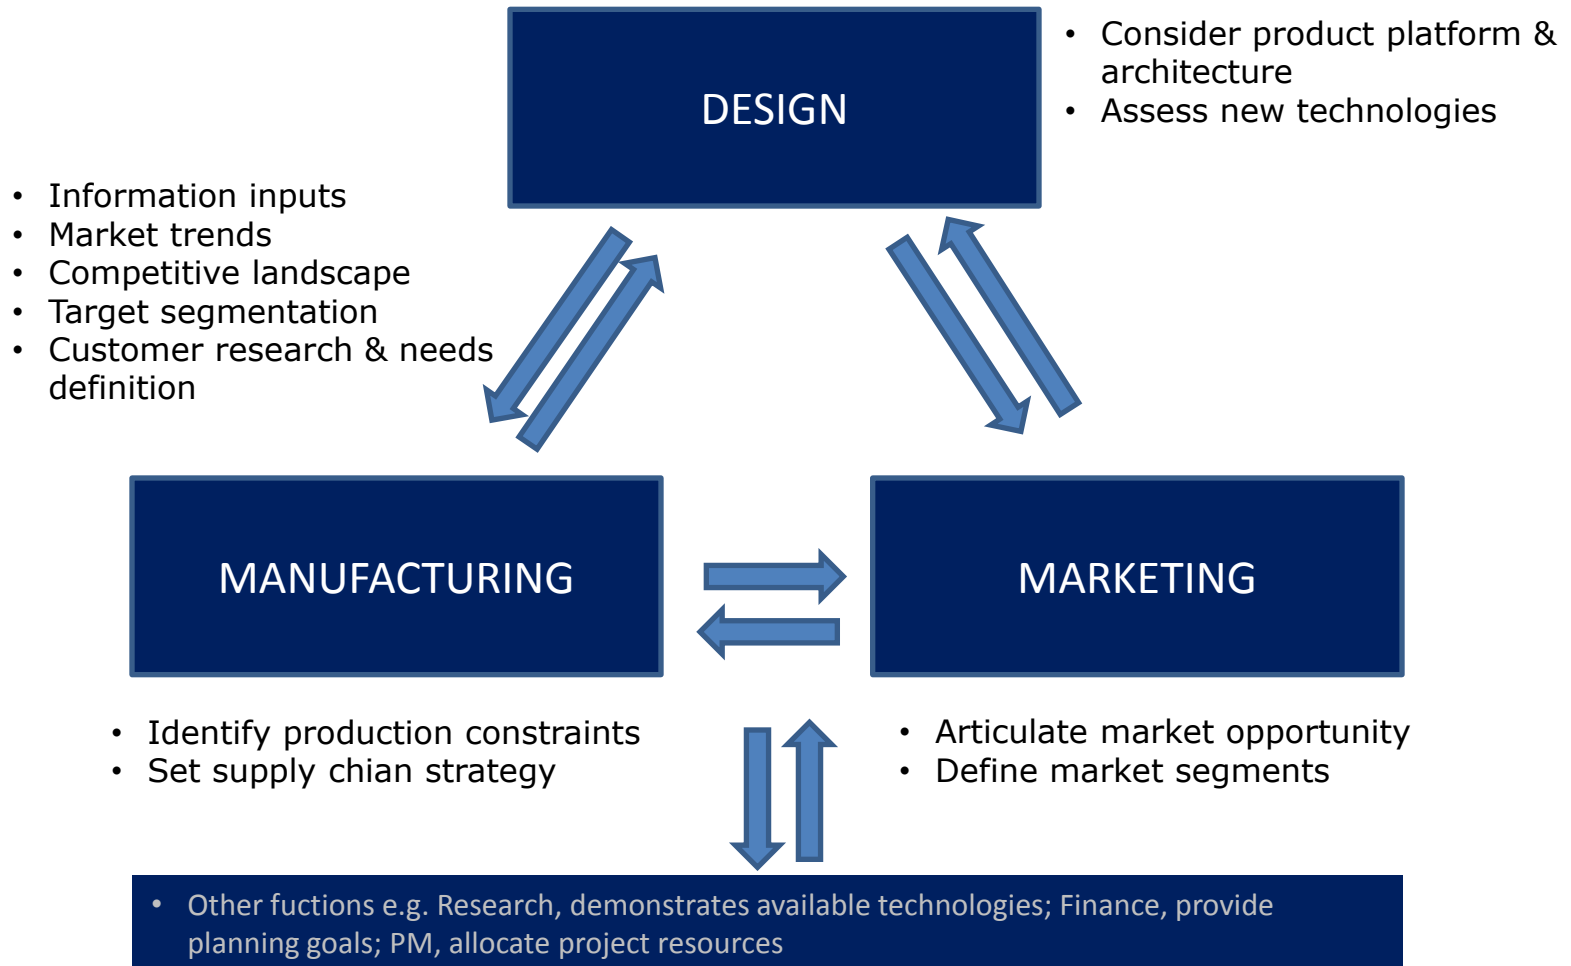 DESIGN
• Consider product platform &
architecture
• Assess new technologies
• Information inputs
• Market trends
• Competitive landscape
• Target segmentation
• Customer research & needs
definition
MANUFACTURING
MARKETING
• Identify production constraints
• Set supply chian strategy
• Articulate market opportunity
• Define market segments
• Other fuctions e.g. Research, demonstrates available technologies; Finance, provide
planning goals; PM, allocate project resources